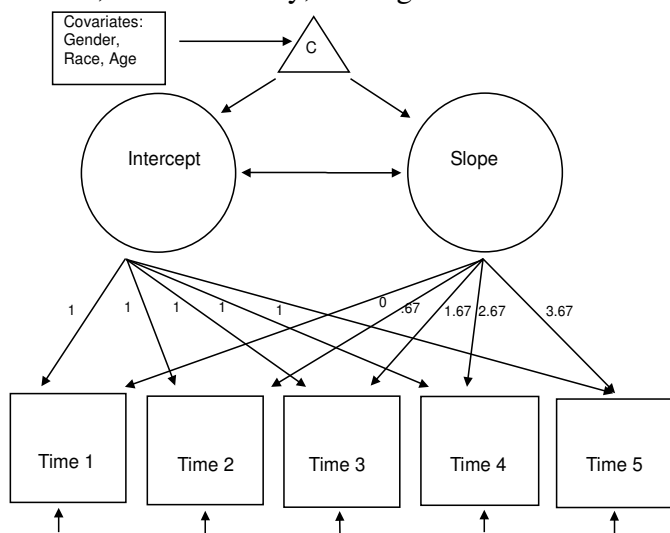 Covariates:
Gender,
Race, Age
C
Intercept
Slope
1
1
1
1
1
0
.67
1.67
2.67
3.67
Time 1
Time 2
Time 3
Time 4
Time 5